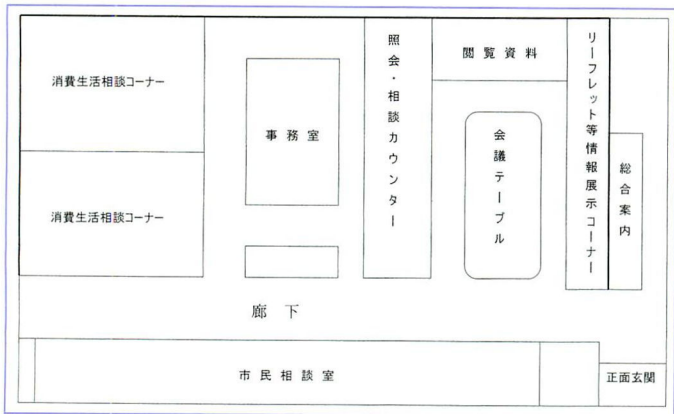 消費生活相談コーナー
消費生活相談コーナー
事務室
照会・相談カウンター
閲覧資料
会議テーブル
リーフレット等情報展示コーナー
総合案内
廊下
市民相談室
正面玄関